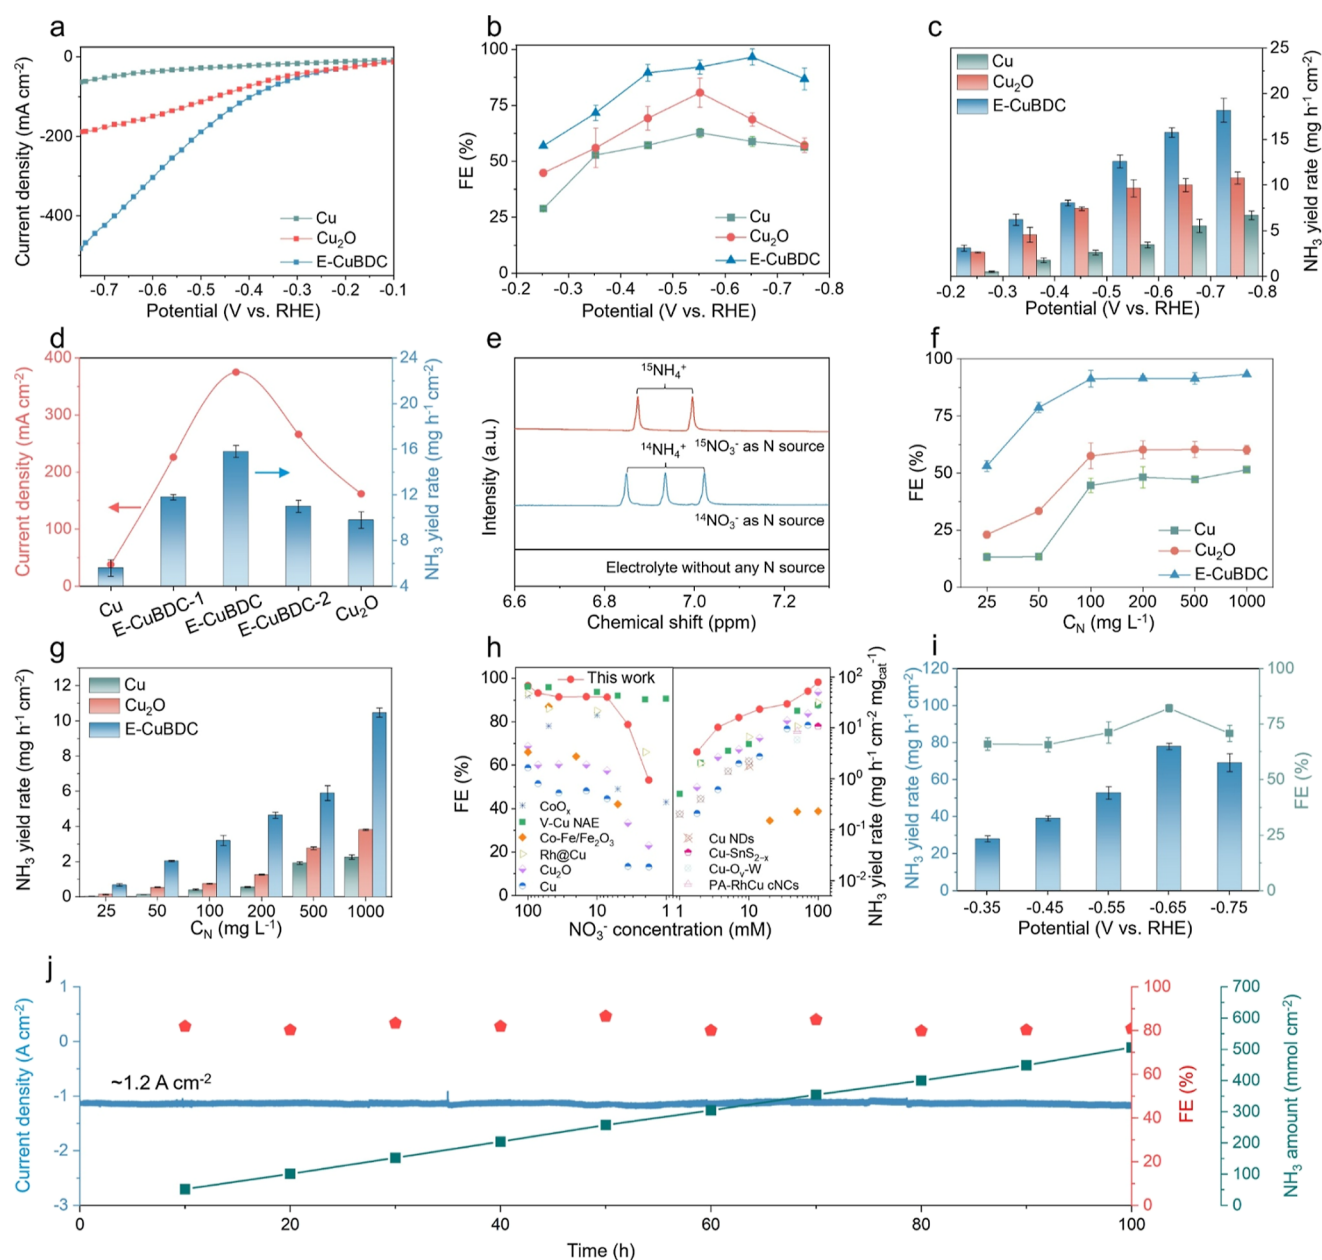 a
0
-200
-400
Current density (mA cm-2)
Cu
Cu2O
E-CuBDC
-0.7 -0.6 -0.5 -0.4 -0.3 -0.2 -0.1
Potential (V vs. RHE)
b
100
75
50
25
0
FE (%)
Cu
Cu2O
E-CuBDC
-0.2 -0.3 -0.4 -0.5 -0.6 -0.7 -0.8
Potential (V vs. RHE)
c
Cu
Cu2O
E-CuBDC
25
20
15
10
5
0
NH3 yield rate (mg h-1 cm-2)
-0.2 -0.3 -0.4 -0.5 -0.6 -0.7 -0.8
Potential (V vs. RHE)
d
400
300
200
100
0
Current density (mA cm-2)
24
20
16
12
8
4
NH3 yield rate (mg h-1 cm-2)
Cu E-CuBDC-1 E-CuBDC E-CuBDC-2 Cu2O
e
Intensity (a.u.)
15NH4+
15NO3- as N source
14NH4+
14NO3- as N source
Electrolyte without any N source
6.6 6.8 7.0 7.2
Chemical shift (ppm)
f
100
75
50
25
0
FE (%)
Cu
Cu2O
E-CuBDC
25 50 100 200 500 1000
CN (mg L-1)
g
12
10
8
6
4
2
0
NH3 yield rate (mg h-1 cm-2)
Cu
Cu2O
E-CuBDC
25 50 100 200 500 1000
CN (mg L-1)
h
100
80
60
40
20
0
FE (%)
This work
CoOx
V-Cu NAE
Co-Fe/Fe2O3
Rh@Cu
Cu2O
Cu
Cu NDs
Cu-SnS2-x
Cu-Ov-W
PA-RhCu cNCs
10^2
10^1
10^0
10^-1
10^-2
NH3 yield rate (mg h-1 cm-2 mgcat-1)
100 10 1 1 10 100
NO3- concentration (mM)
i
120
100
80
60
40
20
0
NH3 yield rate (mg h-1 cm-2)
100
75
50
25
0
FE (%)
-0.35 -0.45 -0.55 -0.65 -0.75
Potential (V vs. RHE)
j
1
0
-1
-2
-3
Current density (A cm-2)
~1.2 A cm-2
100
80
60
40
20
0
FE (%)
700
600
500
400
300
200
100
0
NH3 amount (mmol cm-2)
0 20 40 60 80 100
Time (h)